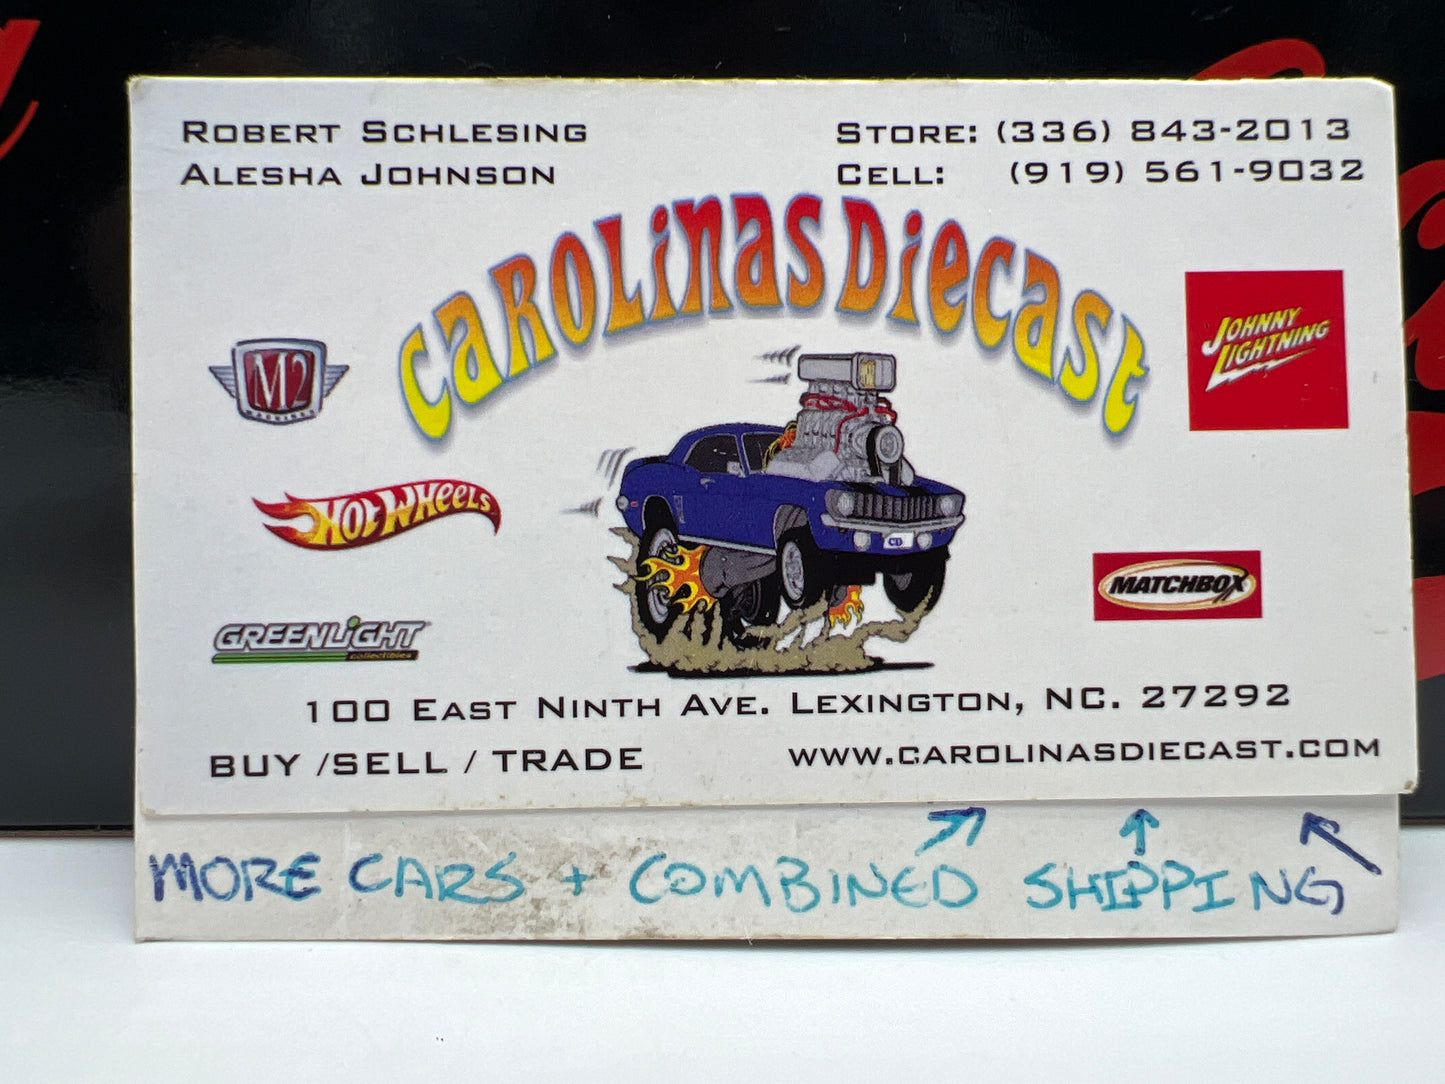 ROBERT SCHLESING
ALESHA JOHNSON
STORE: (336) 843-2013
CELL: (919) 561-9032
CAROLINAS DIECAST
M2
MACHINES
JOHNNY
LIGHTNING
HOT WHEELS
CD
MATCHBOX
GREENLIGHT
collectibles
100 EAST NINTH AVE. LEXINGTON, NC. 27292
BUY /SELL / TRADE
WWW.CAROLINASDIECAST.COM
MORE CARS + COMBINED SHIPPING